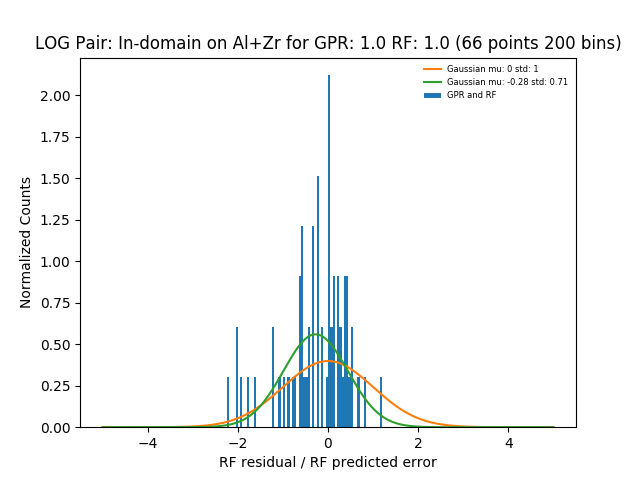 LOG Pair: In-domain on Al+Zr for GPR: 1.0 RF: 1.0 (66 points 200 bins)
Gaussian mu: 0 std: 1
Gaussian mu: -0.28 std: 0.71
GPR and RF
Normalized Counts
2.00
1.75
1.50
1.25
1.00
0.75
0.50
0.25
0.00
−4
−2
0
2
4
RF residual / RF predicted error